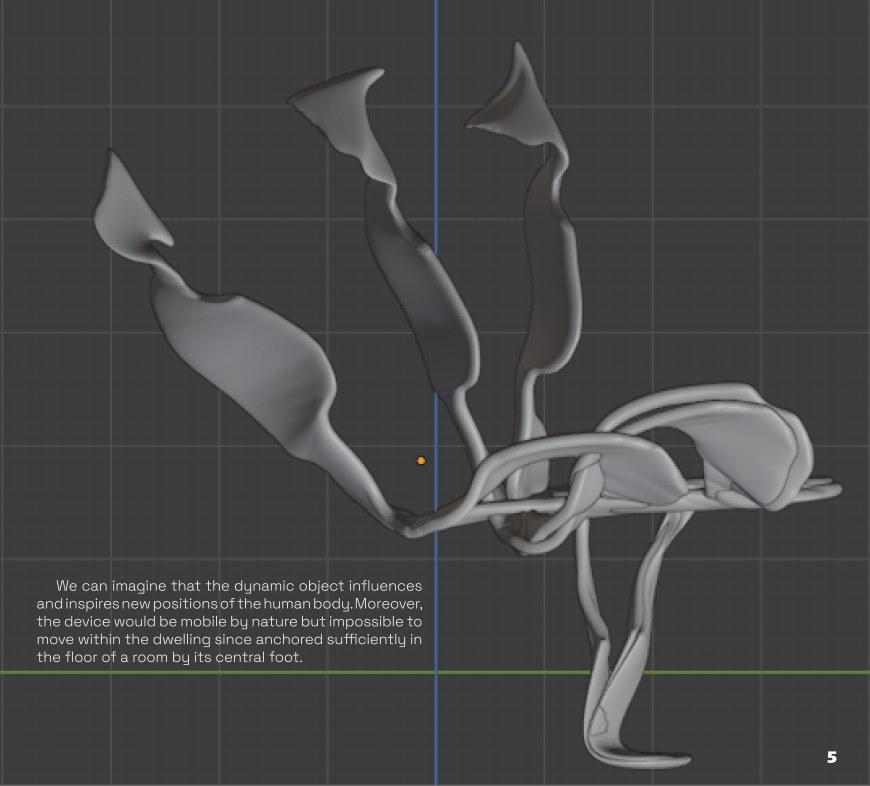 We can imagine that the dynamic object influences
and inspires new positions of the human body. Moreover,
the device would be mobile by nature but impossible to
move within the dwelling since anchored sufficiently in
the floor of a room by its central foot.
5